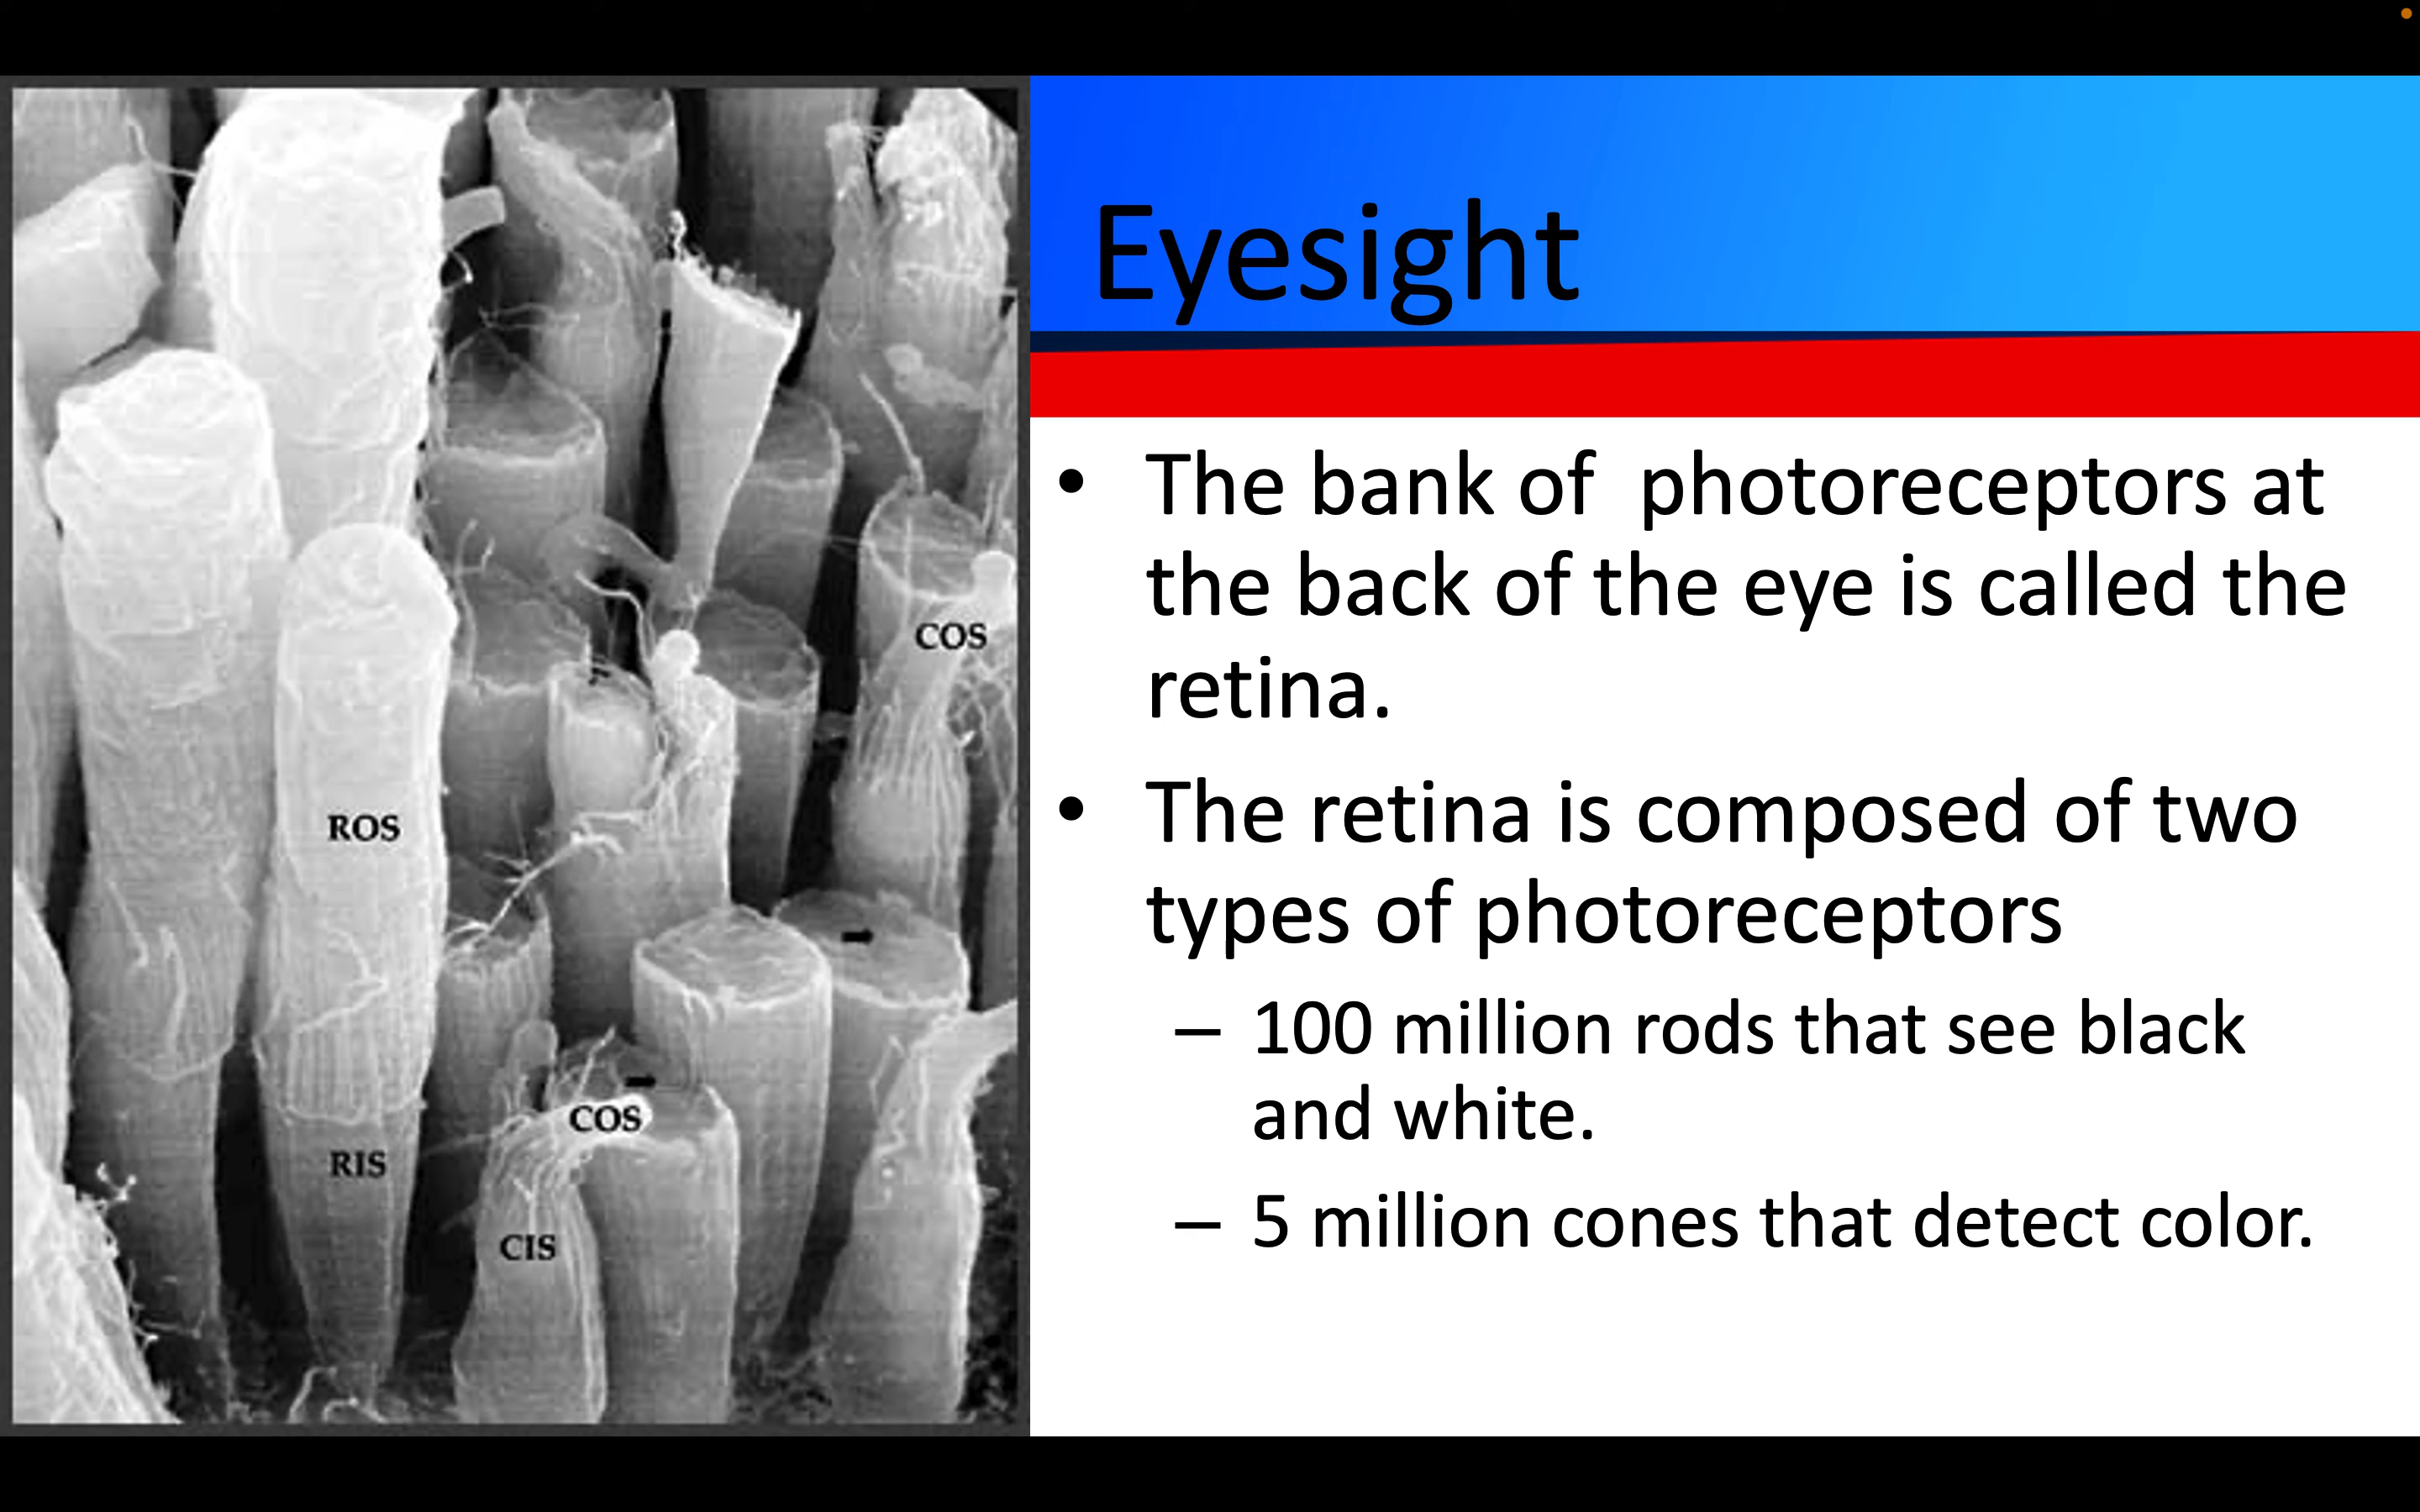 Eyesight
• The bank of  photoreceptors at
the back of the eye is called the
retina.
• The retina is composed of two
types of photoreceptors
– 100 million rods that see black
and white.
– 5 million cones that detect color.
COS
ROS
COS
RIS
CIS